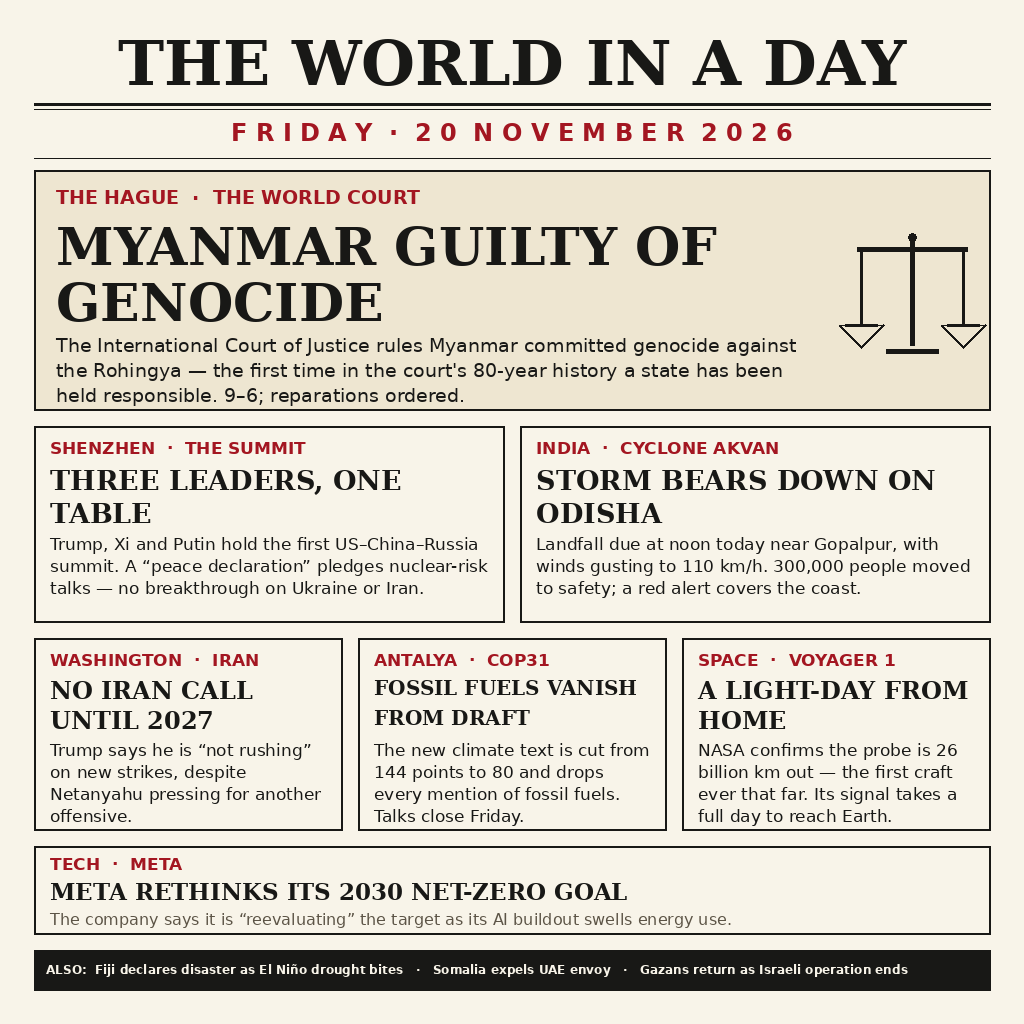 THE WORLD IN A DAY
FRIDAY · 20 NOVEMBER 2026
THE HAGUE · THE WORLD COURT
MYANMAR GUILTY OF
GENOCIDE
The International Court of Justice rules Myanmar committed genocide against
the Rohingya — the first time in the court's 80-year history a state has been
held responsible. 9–6; reparations ordered.
SHENZHEN · THE SUMMIT
THREE LEADERS, ONE
TABLE
Trump, Xi and Putin hold the first US–China–Russia
summit. A “peace declaration” pledges nuclear-risk
talks — no breakthrough on Ukraine or Iran.
INDIA · CYCLONE AKVAN
STORM BEARS DOWN ON
ODISHA
Landfall due at noon today near Gopalpur, with
winds gusting to 110 km/h. 300,000 people moved
to safety; a red alert covers the coast.
WASHINGTON · IRAN
NO IRAN CALL
UNTIL 2027
Trump says he is “not rushing”
on new strikes, despite
Netanyahu pressing for another
offensive.
ANTALYA · COP31
FOSSIL FUELS VANISH
FROM DRAFT
The new climate text is cut from
144 points to 80 and drops
every mention of fossil fuels.
Talks close Friday.
SPACE · VOYAGER 1
A LIGHT-DAY FROM
HOME
NASA confirms the probe is 26
billion km out — the first craft
ever that far. Its signal takes a
full day to reach Earth.
TECH · META
META RETHINKS ITS 2030 NET-ZERO GOAL
The company says it is “reevaluating” the target as its AI buildout swells energy use.
ALSO: Fiji declares disaster as El Niño drought bites · Somalia expels UAE envoy · Gazans return as Israeli operation ends